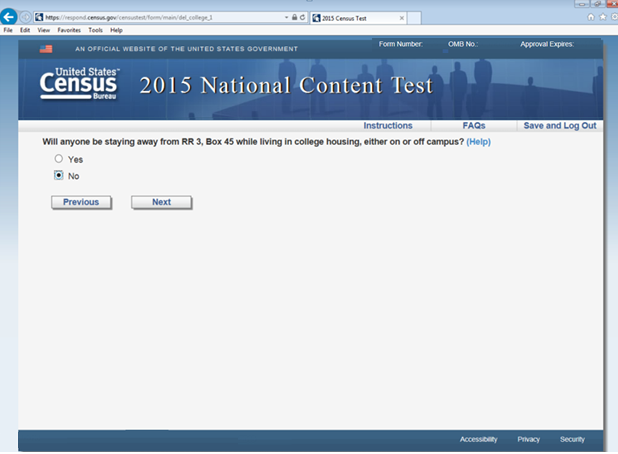 https://respond.census.gov/censustest/form/main/del_college_1
2015 Census Test
File Edit View Favorites Tools Help
AN OFFICIAL WEBSITE OF THE UNITED STATES GOVERNMENT
Form Number: OMB No.: Approval Expires:
United States™
Census
Bureau
2015 National Content Test
Instructions FAQs Save and Log Out
Will anyone be staying away from RR 3, Box 45 while living in college housing, either on or off campus? (Help)
Yes
No
Previous Next
Accessibility Privacy Security